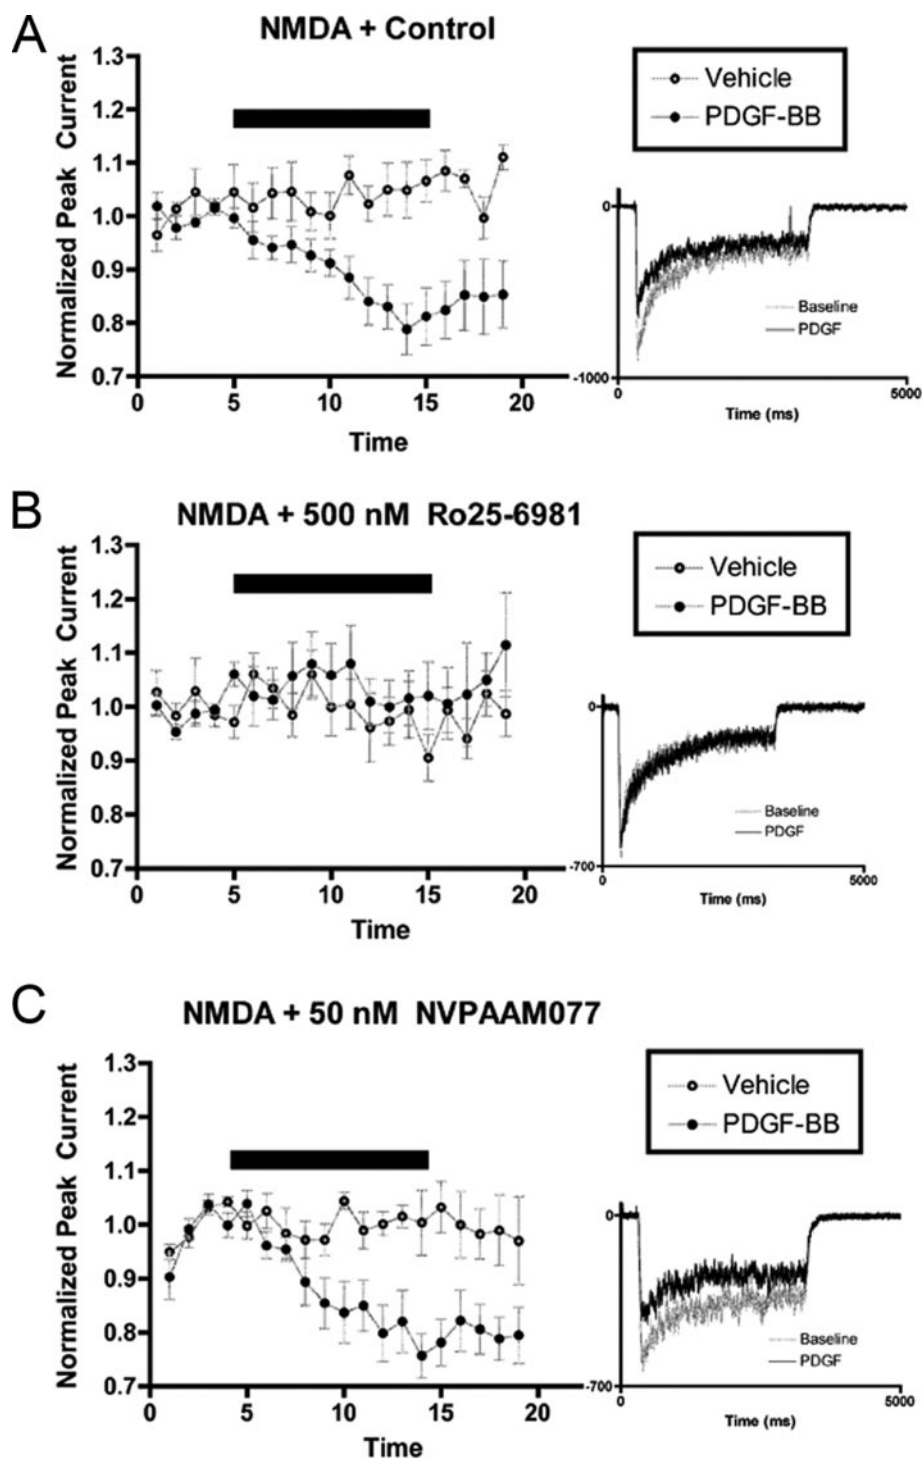 A
NMDA + Control
Normalized Peak Current
1.3
1.2
1.1
1.0
0.9
0.8
0.7
0
5
10
15
20
Time
Vehicle
PDGF-BB
0
Baseline
PDGF
-1000
0
5000
Time (ms)
B
NMDA + 500 nM Ro25-6981
Normalized Peak Current
1.3
1.2
1.1
1.0
0.9
0.8
0.7
0
5
10
15
20
Time
Vehicle
PDGF-BB
0
Baseline
PDGF
-700
0
5000
Time (ms)
C
NMDA + 50 nM NVPAAM077
Normalized Peak Current
1.3
1.2
1.1
1.0
0.9
0.8
0.7
0
5
10
15
20
Time
Vehicle
PDGF-BB
0
Baseline
PDGF
-700
0
5000
Time (ms)